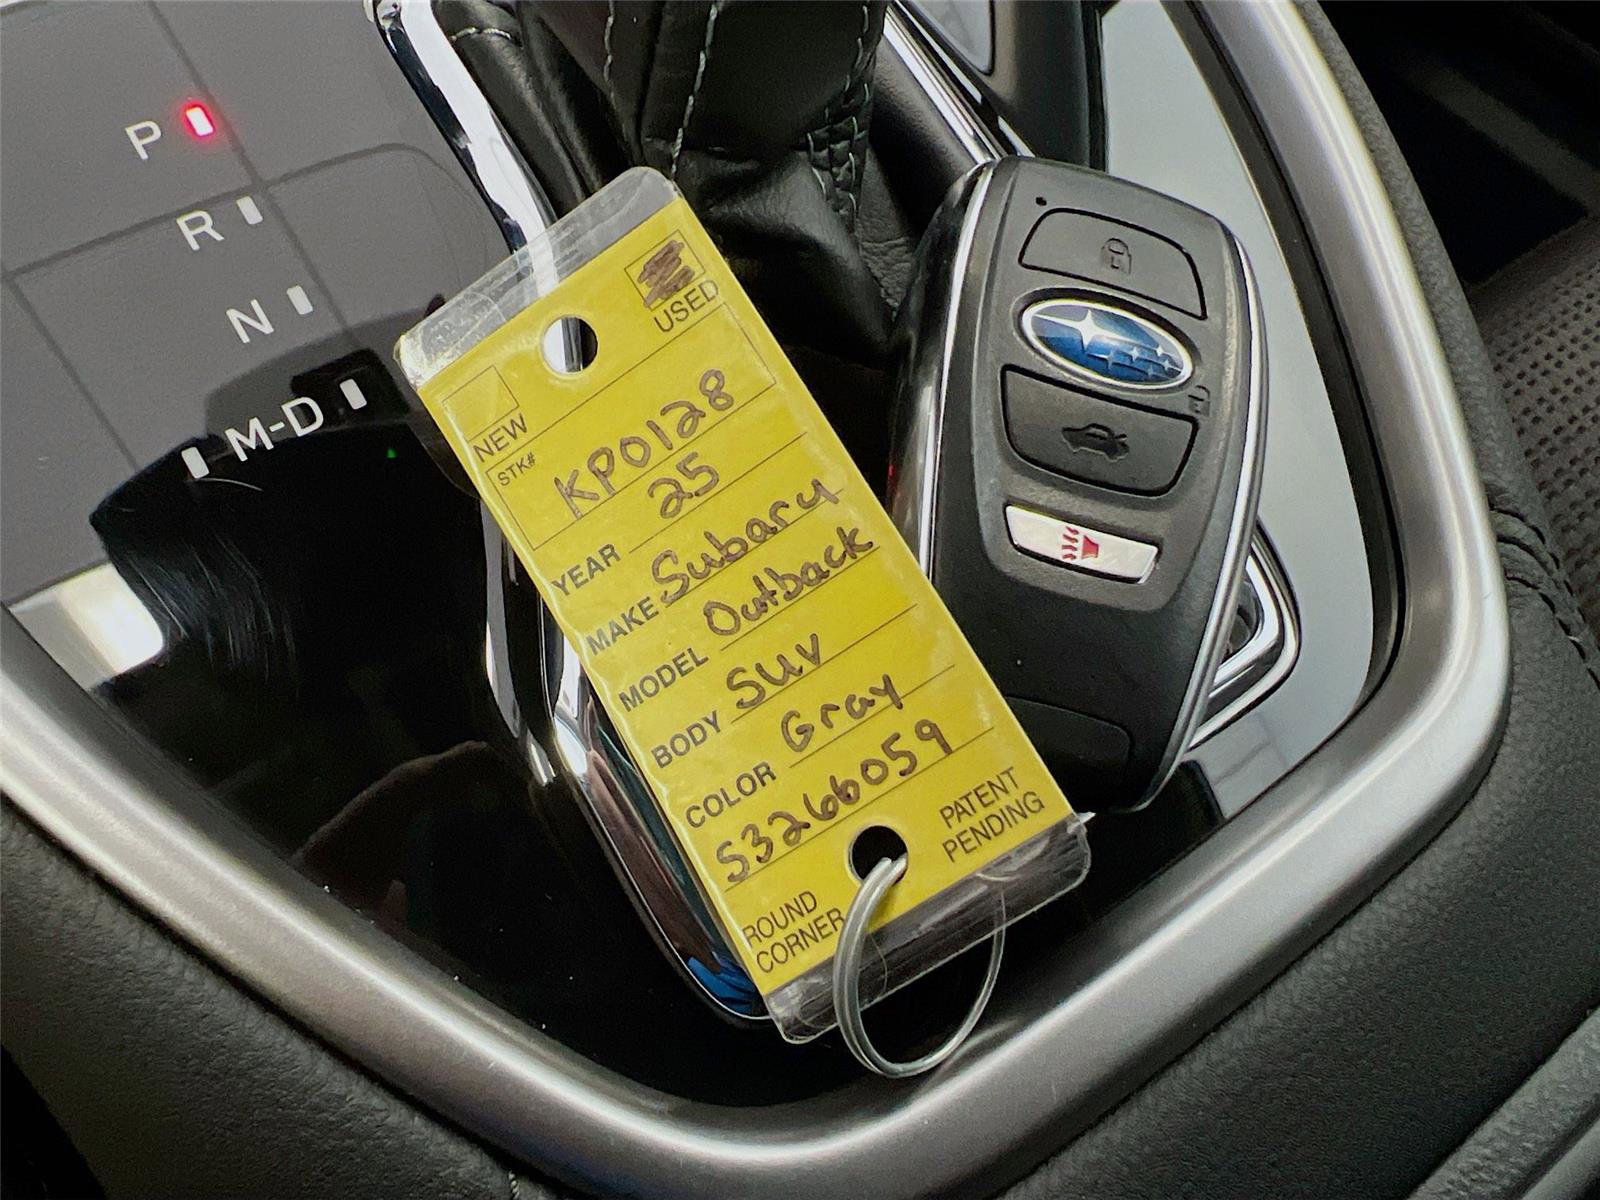 P
R
N
M-D
USED
NEW
STK#
KP0128
YEAR 25
MAKE Subaru
MODEL Outback
BODY SUV
COLOR Gray
S3266059
ROUND
CORNER
PATENT
PENDING